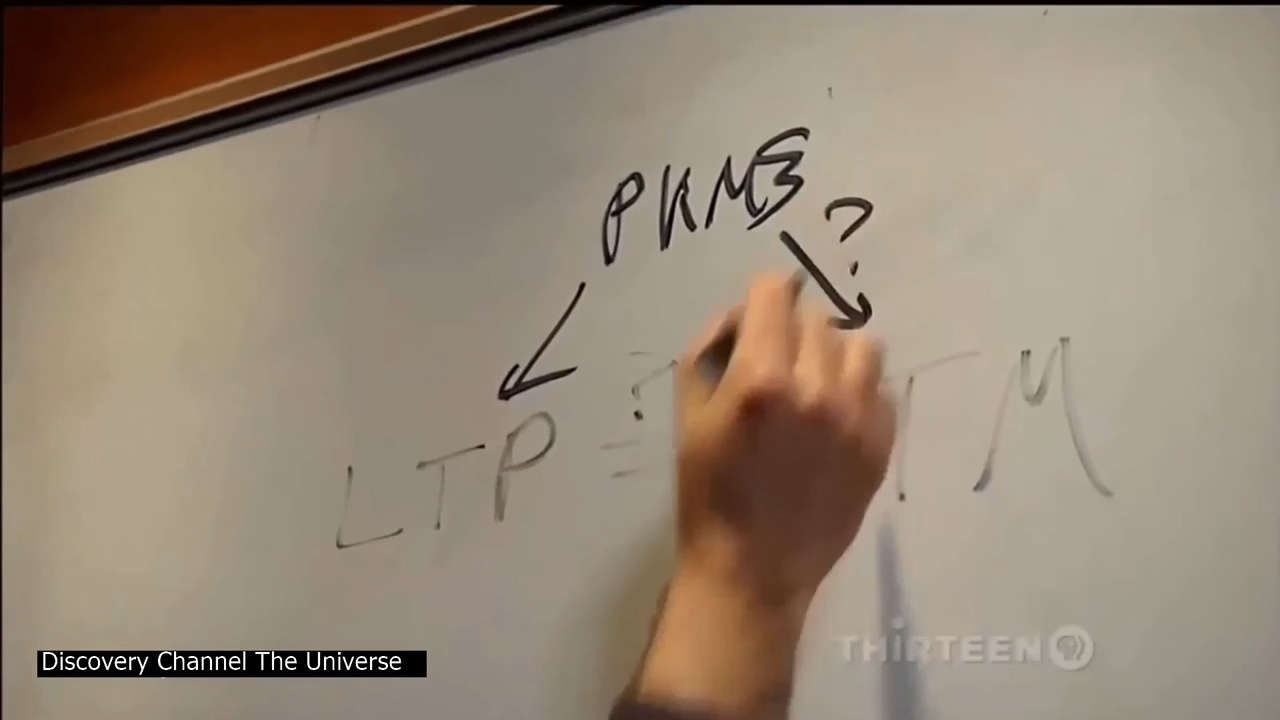 PKMζ
?
LTP = ? TM
Discovery Channel The Universe
THIRTEEN